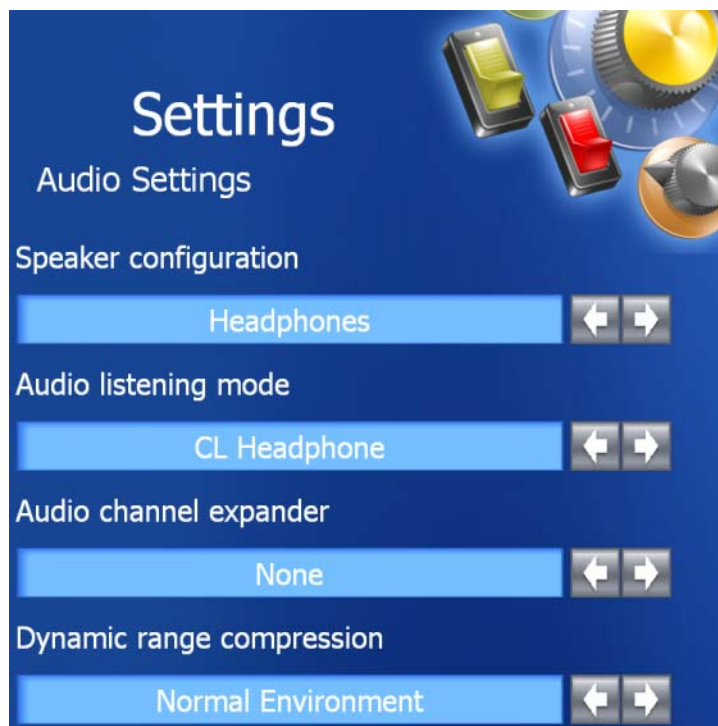 Settings
Audio Settings
Speaker configuration
Headphones
Audio listening mode
CL Headphone
Audio channel expander
None
Dynamic range compression
Normal Environment